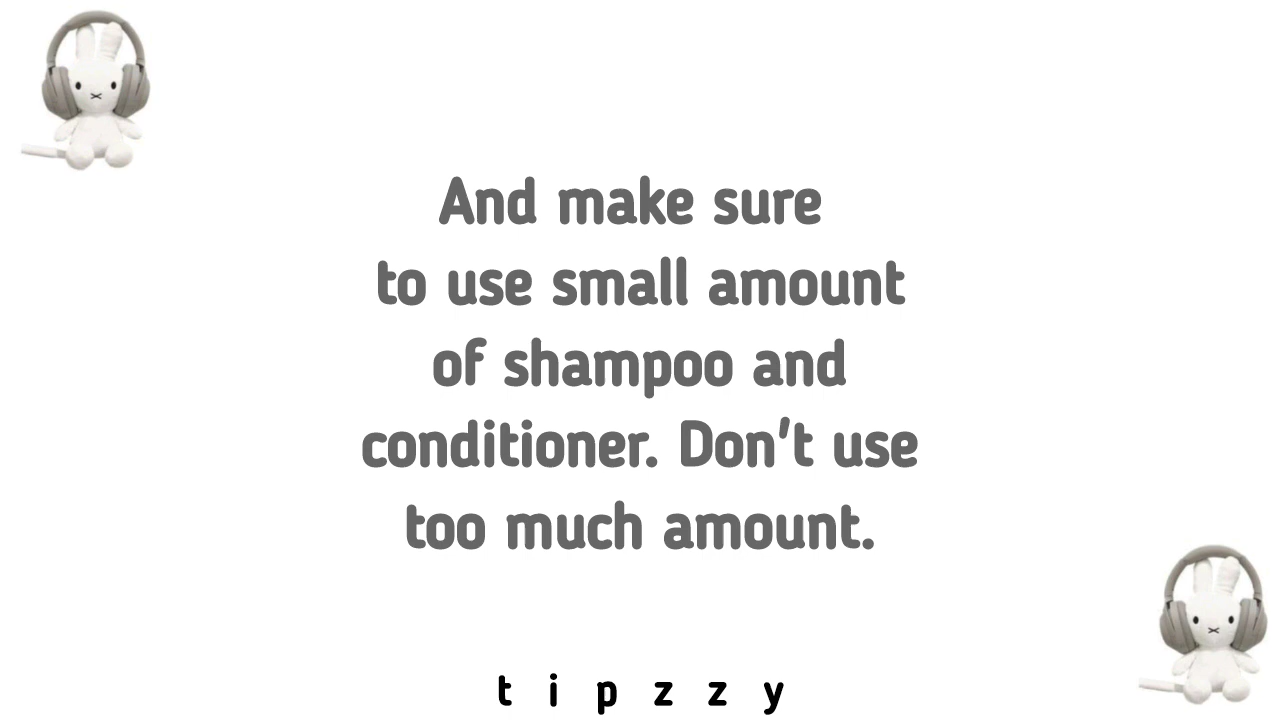 And make sure
to use small amount
of shampoo and
conditioner. Don't use
too much amount.
t i p z z y